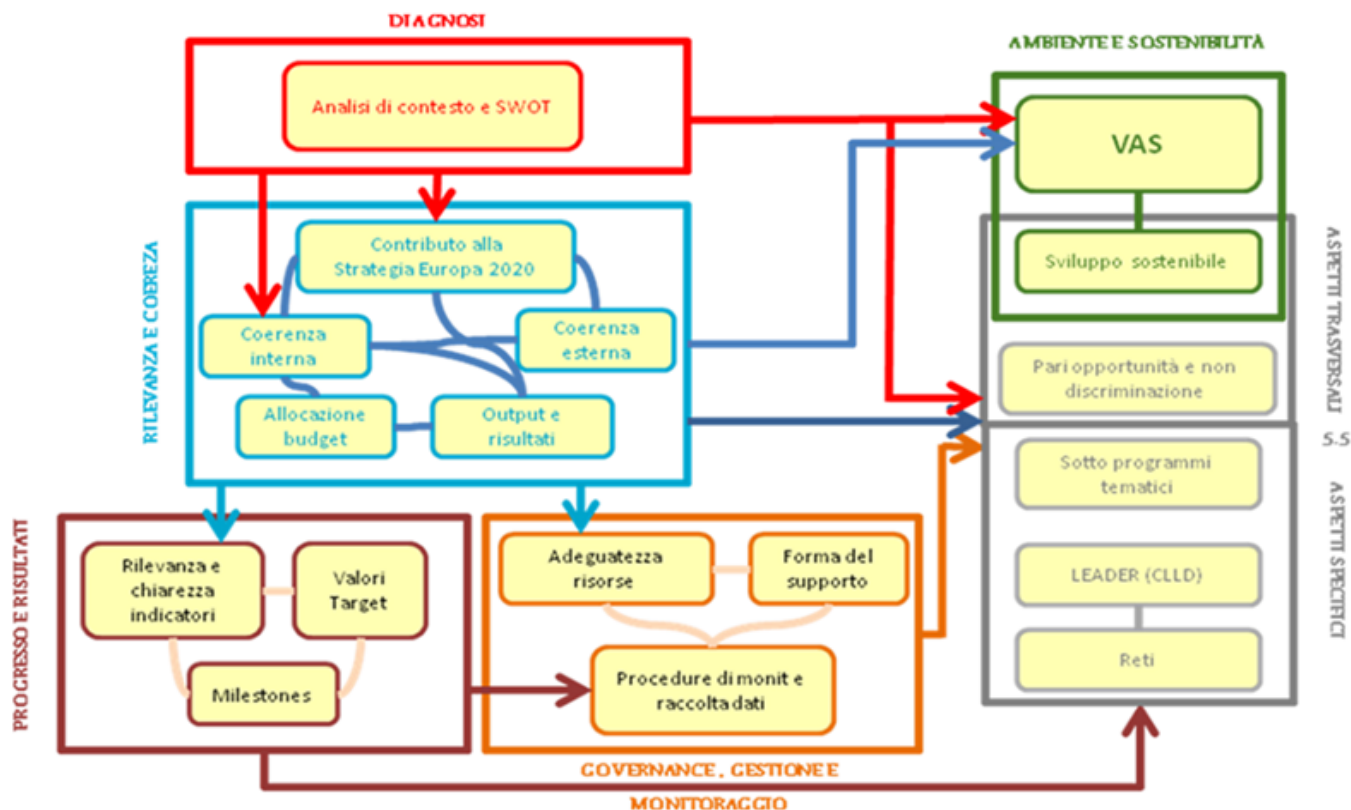 DIAGNOSI
Analisi di contesto e SWOT
AMBIENTE E SOSTENIBILITÀ
VAS
Sviluppo sostenibile
RILEVANZA E COEREZA
Contributo alla
Strategia Europa 2020
Coerenza
interna
Coerenza
esterna
Allocazione
budget
Output e
risultati
ASPETTI TRASVERSALI
Pari opportunità e non
discriminazione
5.5
ASPETTI SPECIFICI
Sotto programmi
tematici
LEADER (CLLD)
Reti
PROGRESSO E RISULTATI
Rilevanza e
chiarezza
indicatori
Valori
Target
Milestones
Adeguatezza
risorse
Forma del
supporto
Procedure di monit e
raccolta dati
GOVERNANCE, GESTIONE E
MONITORAGGIO